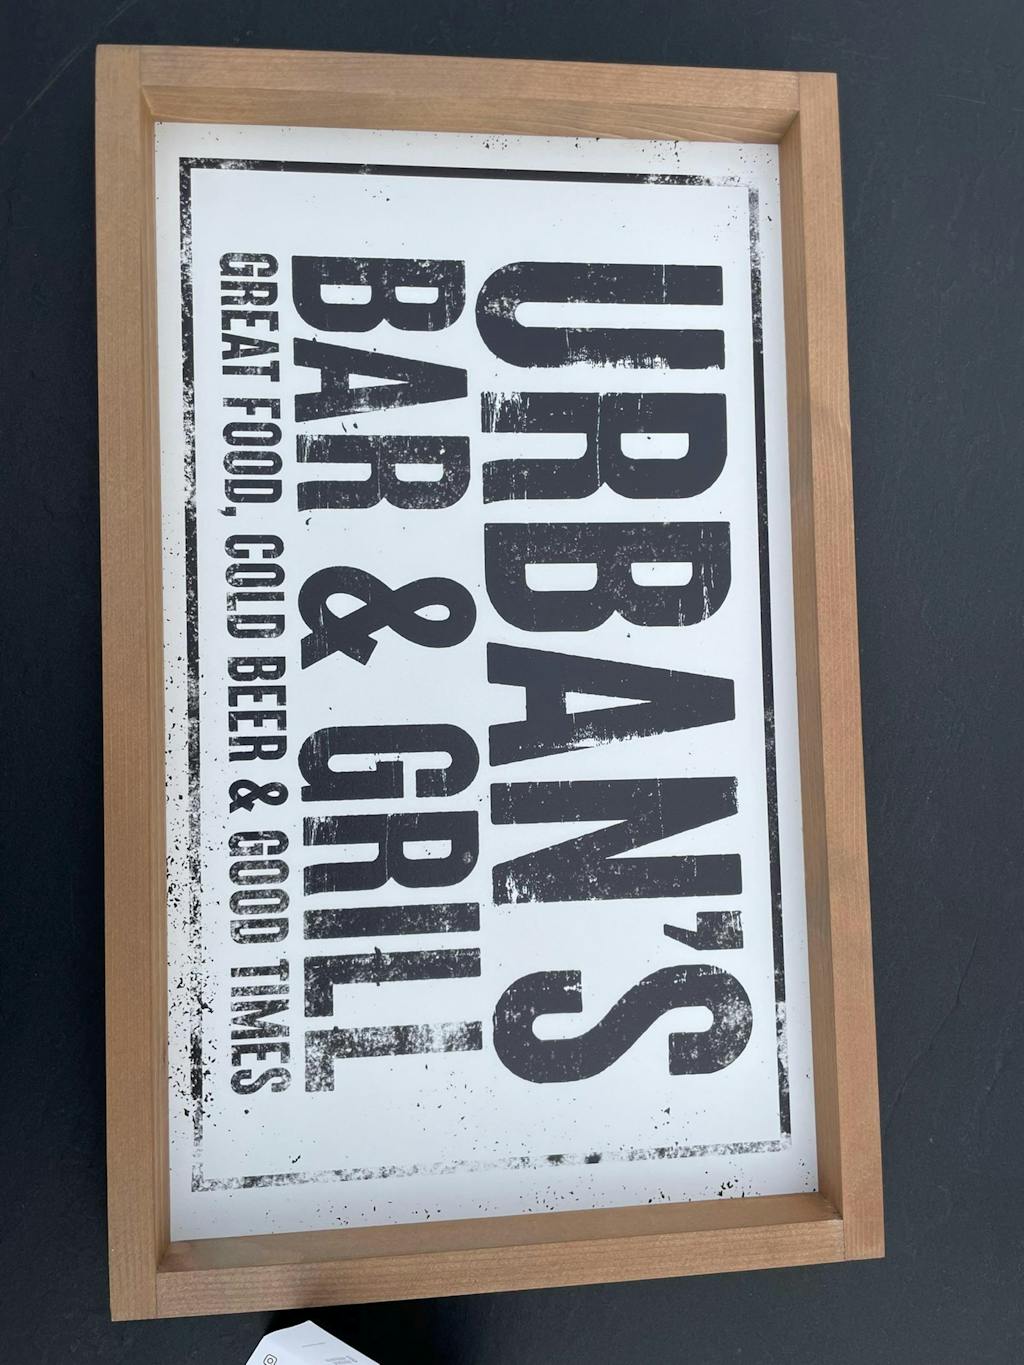 URBAN'S
BAR & GRILL
GREAT FOOD, COLD BEER & GOOD TIMES